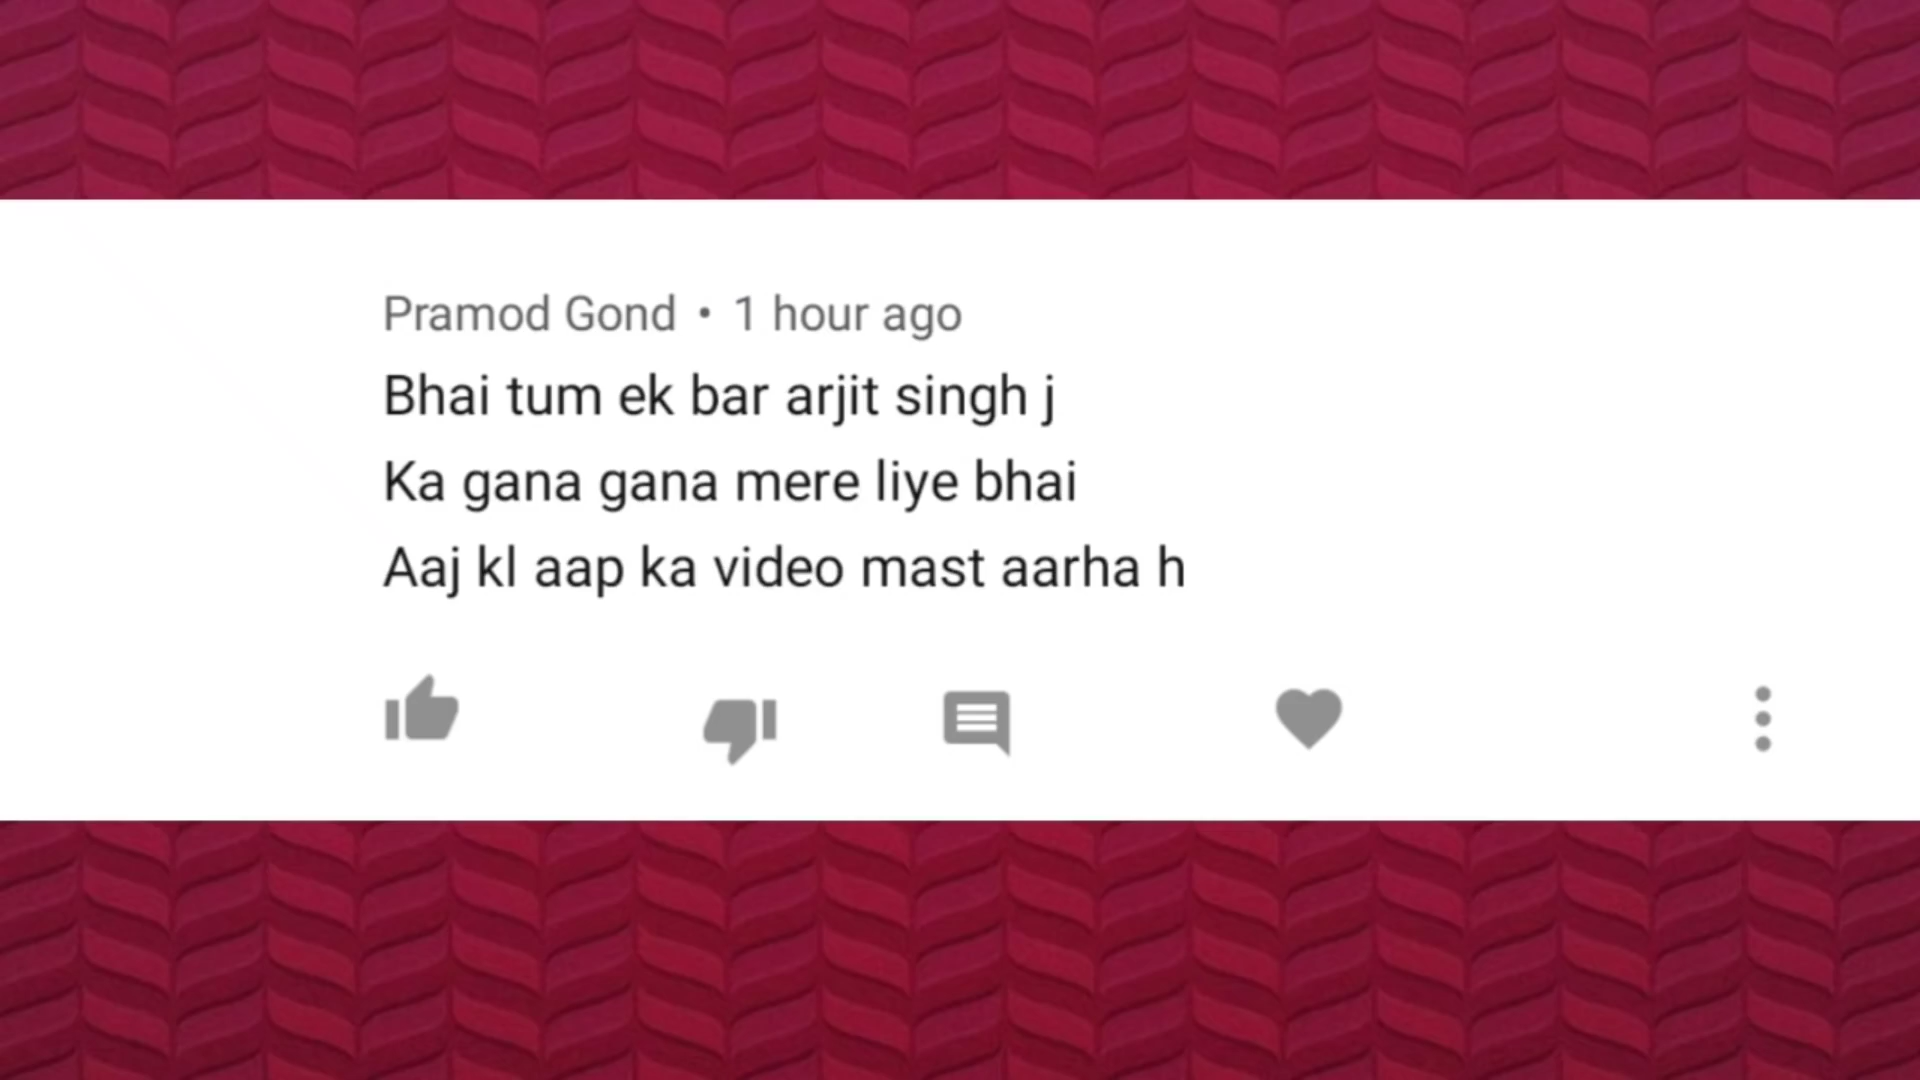 Pramod Gond • 1 hour ago
Bhai tum ek bar arjit singh j
Ka gana gana mere liye bhai
Aaj kl aap ka video mast aarha h